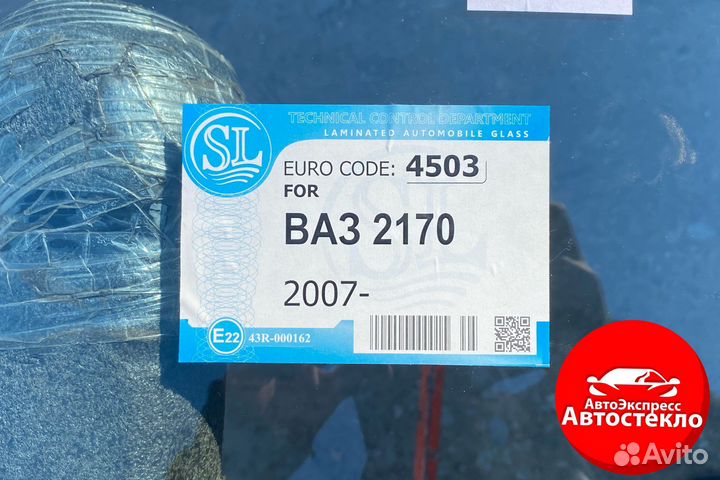 TECHNICAL CONTROL DEPARTMENT
LAMINATED AUTOMOBILE GLASS
SL
EURO CODE: 4503
FOR
ВАЗ 2170
2007-
E22 43R-000162
АвтоЭкспресс
Автостекло
Avito